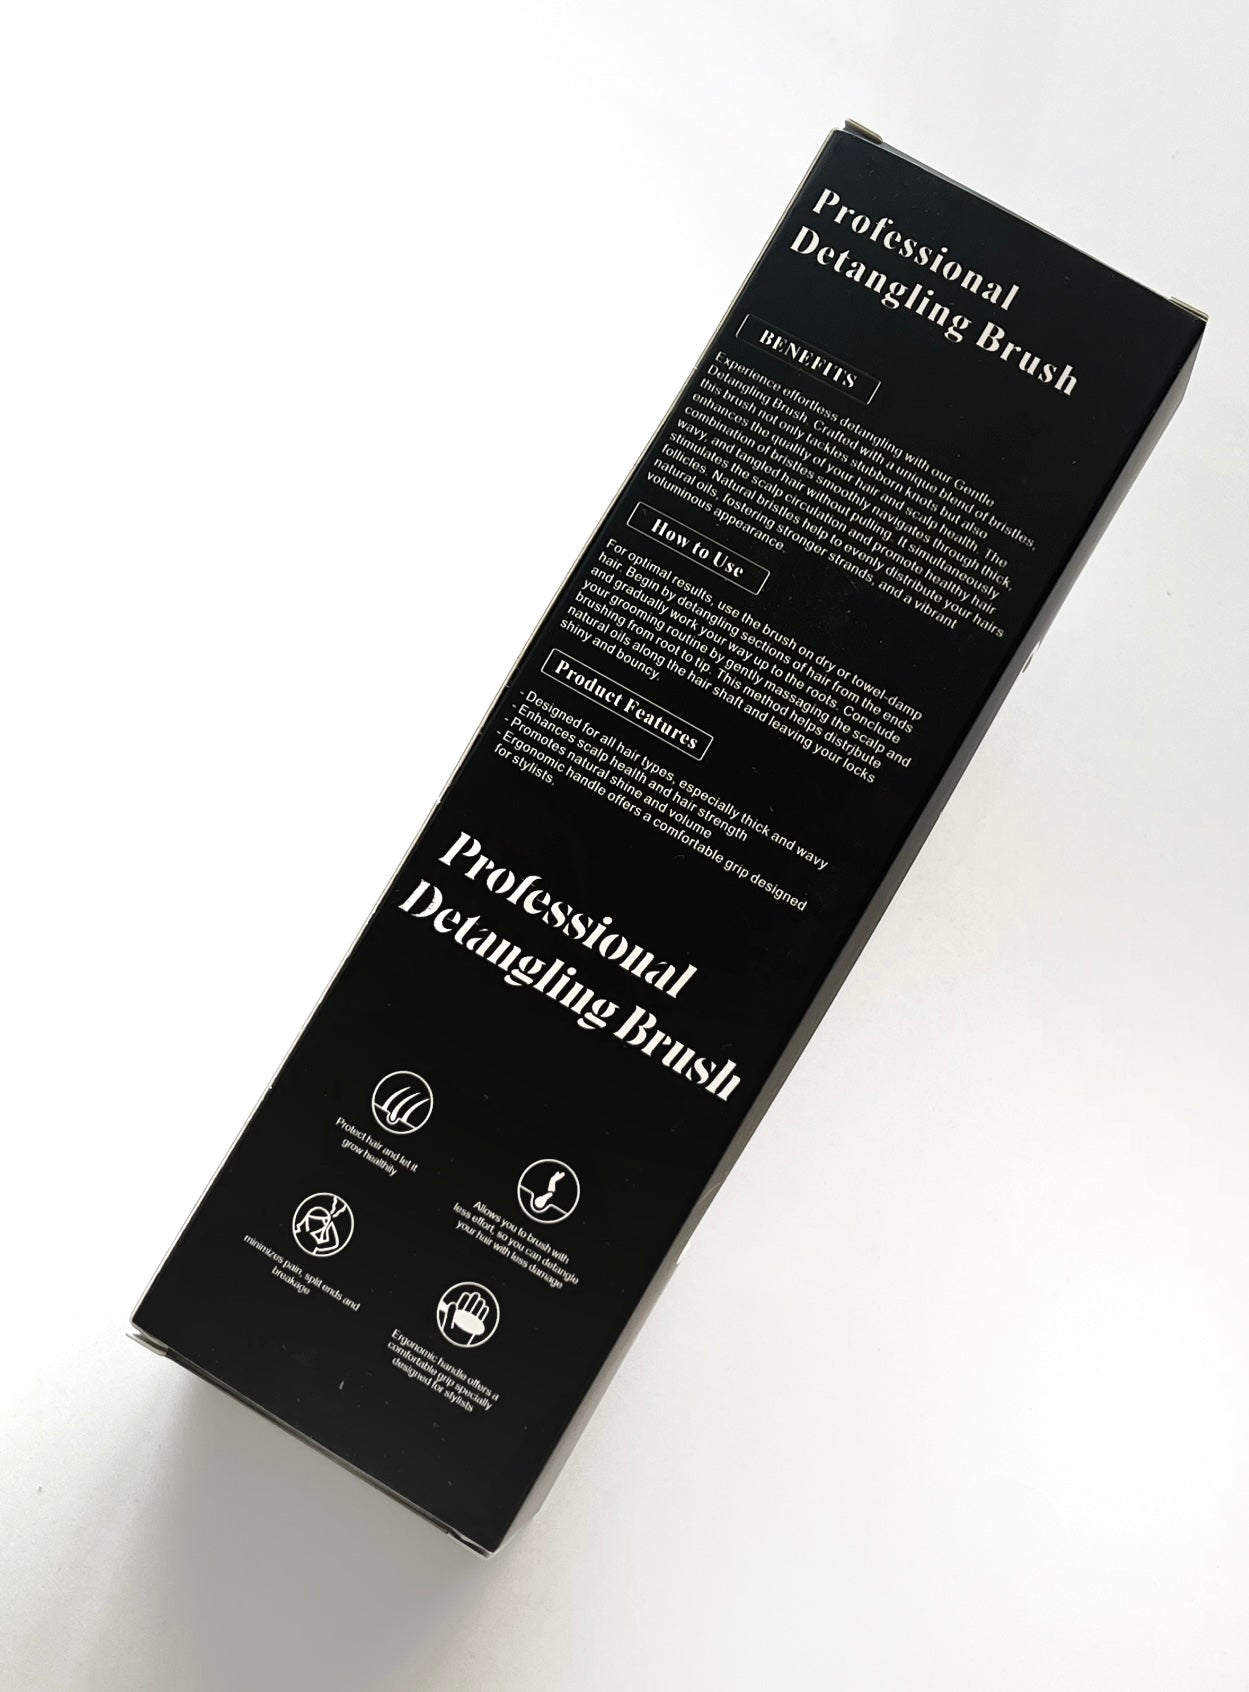 Professional
Detangling Brush
BENEFITS
Experience effortless detangling with our Gentle
Detangling Brush. Crafted with a unique blend of bristles,
this brush not only tackles stubborn knots but also
enhances the quality of your hair and scalp health. The
combination of bristles smoothly navigates through thick,
wavy, and tangled hair without pulling. It simultaneously
stimulates the scalp circulation and promote healthy hair
follicles. Natural bristles help to evenly distribute your hairs
natural oils, fostering stronger strands, and a vibrant
voluminous appearance.
How to Use
For optimal results, use the brush on dry or towel-damp
hair. Begin by detangling sections of hair from the ends
and gradually work your way up to the roots. Conclude
your grooming routine by gently massaging the scalp and
brushing from root to tip. This method helps distribute
natural oils along the hair shaft and leaving your locks
shiny and bouncy.
Product Features
- Designed for all hair types, especially thick and wavy
- Enhances scalp health and hair strength
- Promotes natural shine and volume
- Ergonomic handle offers a comfortable grip designed
for stylists.
Professional
Detangling Brush
Protect hair and let it
grow healthily
Allows you to brush with
less effort, so you can detangle
your hair with less damage
minimizes pain, split ends and
breakage
Ergonomic handle offers a
comfortable grip specially
designed for stylists